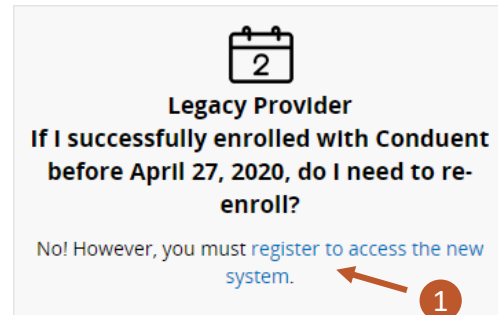 2
Legacy Provider
If I successfully enrolled with Conduent
before April 27, 2020, do I need to re-
enroll?
No! However, you must register to access the new
system.
1